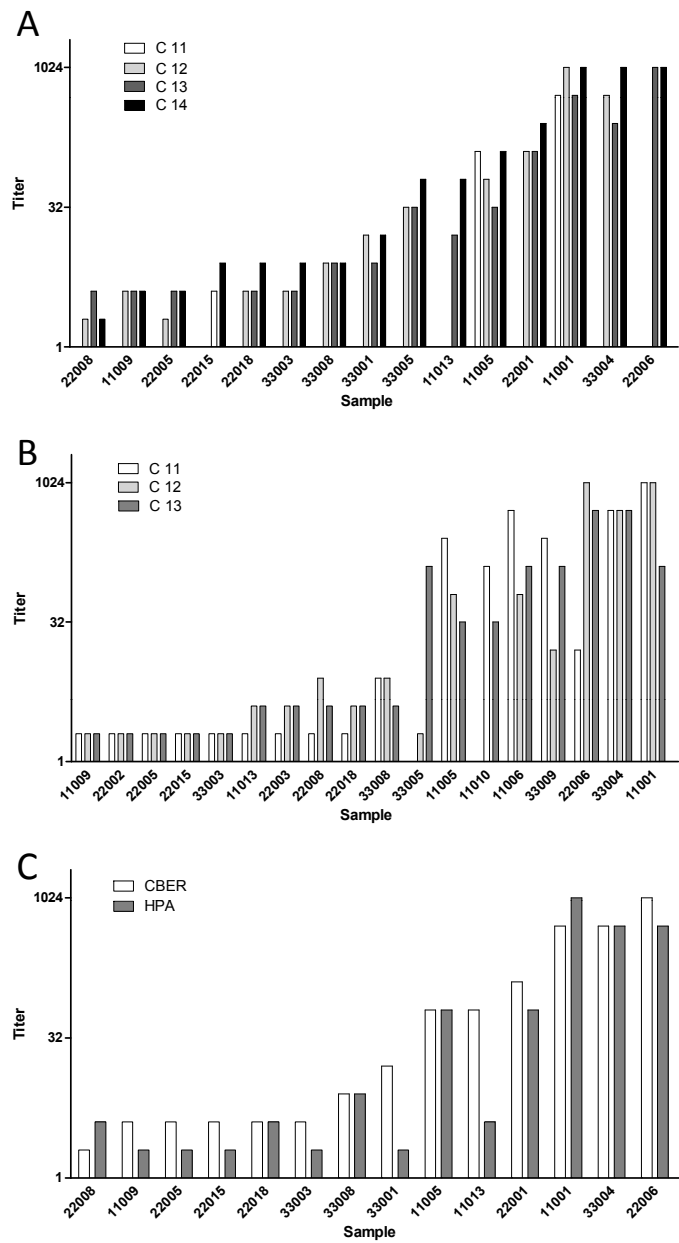 A
C 11
C 12
C 13
C 14
1024
32
1
Titer
22008 11009 22005 22015 22018 33003 33008 33001 33005 11013 11005 22001 11001 33004 22006
Sample
B
C 11
C 12
C 13
1024
32
1
Titer
11009 22002 22005 22015 33003 11013 22003 22008 22018 33008 33005 11005 11010 11006 33009 22006 33004 11001
Sample
C
CBER
HPA
1024
32
1
Titer
22008 11009 22005 22015 22018 33003 33008 33001 11005 11013 22001 11001 33004 22006
Sample